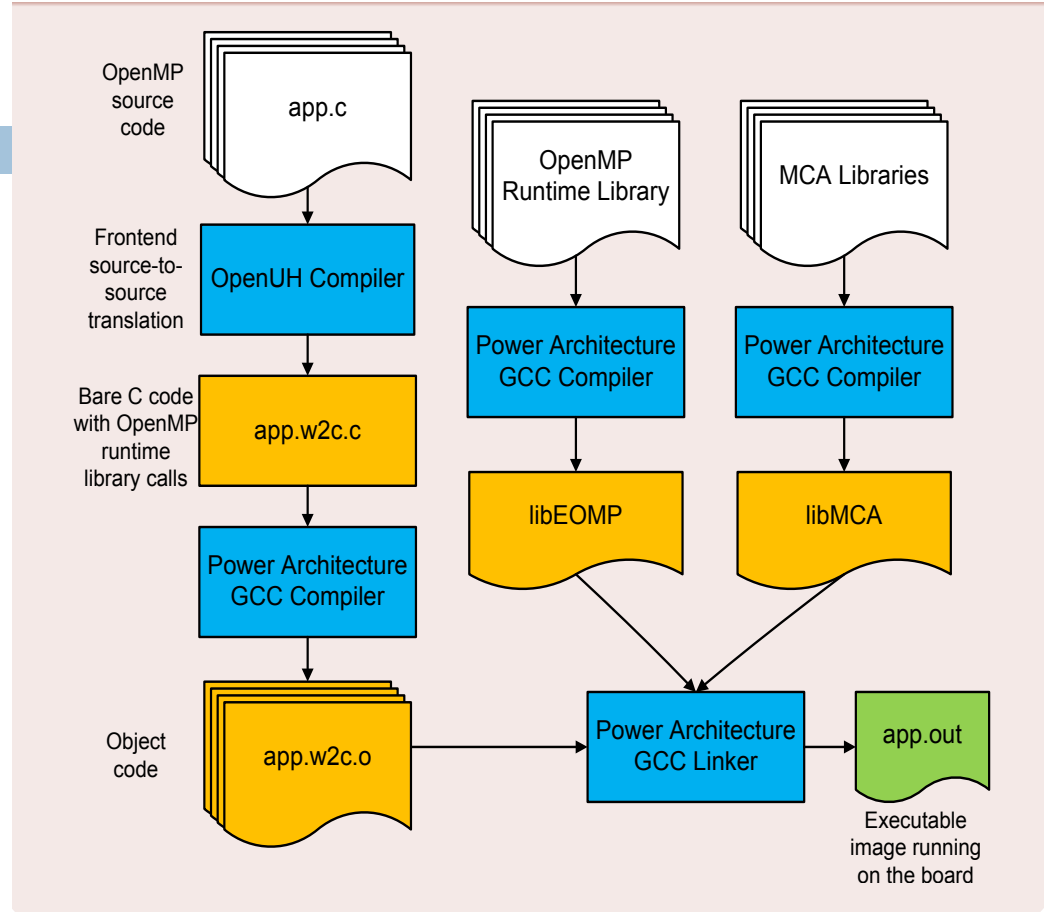 OpenMP
source
code
app.c
OpenMP
Runtime Library
MCA Libraries
Frontend
source-to-
source
translation
OpenUH Compiler
Power Architecture
GCC Compiler
Power Architecture
GCC Compiler
Bare C code
with OpenMP
runtime
library calls
app.w2c.c
libEOMP
libMCA
Power Architecture
GCC Compiler
Object
code
app.w2c.o
Power Architecture
GCC Linker
app.out
Executable
image running
on the board